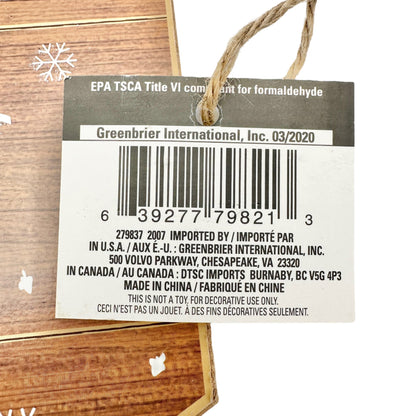 EPA TSCA Title VI compliant for formaldehyde
Greenbrier International, Inc. 03/2020
6 39277 79821 3
279837 2007 IMPORTED BY / IMPORTÉ PAR
IN U.S.A. / AUX É.-U. : GREENBRIER INTERNATIONAL, INC.
500 VOLVO PARKWAY, CHESAPEAKE, VA 23320
IN CANADA / AU CANADA : DTSC IMPORTS BURNABY, BC V5G 4P3
MADE IN CHINA / FABRIQUÉ EN CHINE
THIS IS NOT A TOY. FOR DECORATIVE USE ONLY.
CECI N'EST PAS UN JOUET. À DES FINS DÉCORATIVES SEULEMENT.